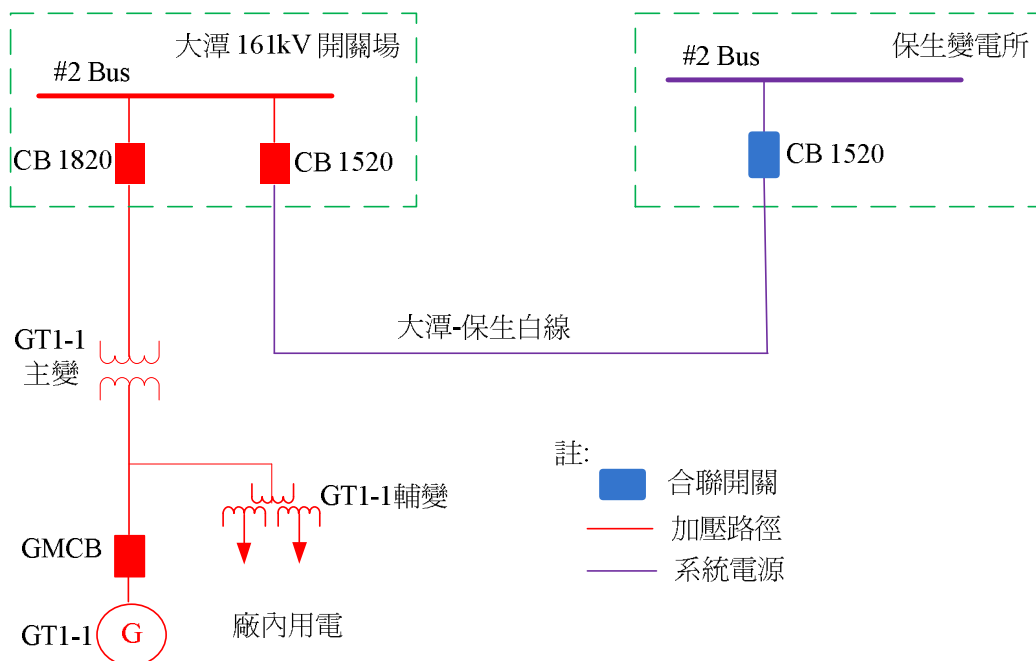 大潭 161kV 開關場
#2 Bus
CB 1820
CB 1520
保生變電所
#2 Bus
CB 1520
大潭-保生白線
GT1-1
主變
GT1-1輔變
GMCB
GT1-1
G
廠內用電
註:
合聯開關
加壓路徑
系統電源